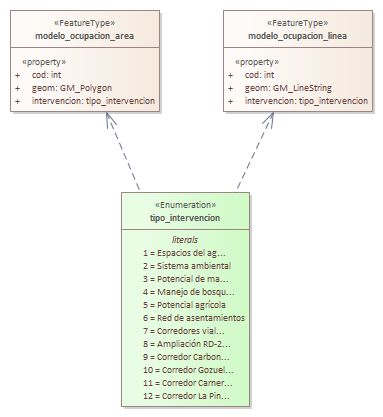 «FeatureType»
modelo_ocupacion_area
«property»
+ cod: int
+ geom: GM_Polygon
+ intervencion: tipo_intervencion
«FeatureType»
modelo_ocupacion_linea
«property»
+ cod: int
+ geom: GM_LineString
+ intervencion: tipo_intervencion
«Enumeration»
tipo_intervencion
literals
1 = Espacios del ag...
2 = Sistema ambiental
3 = Potencial de ma...
4 = Manejo de bosqu...
5 = Potencial agrícola
6 = Red de asentamientos
7 = Corredores vial...
8 = Ampliación RD-2...
9 = Corredor Carbon...
10 = Corredor Gozuel...
11 = Corredor Carner...
12 = Corredor La Pin...